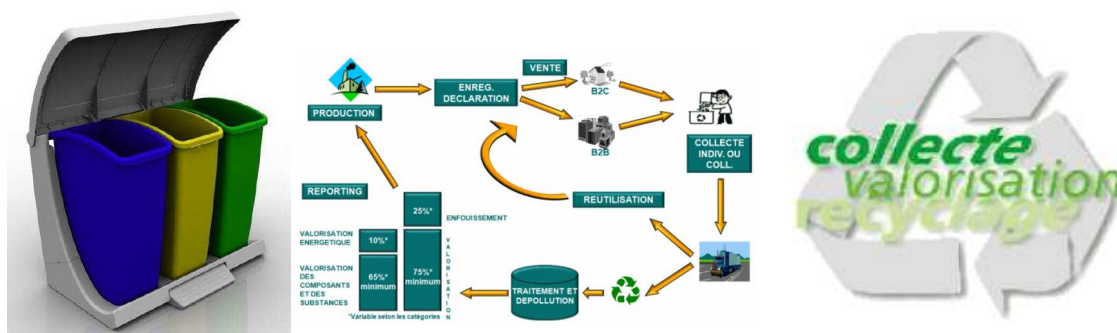 VENTE
ENREG.
DECLARATION
B2C
PRODUCTION
B2B
COLLECTE
INDIV. OU
COLL.
REPORTING
REUTILISATION
25%*
ENFOUISSEMENT
VALORISATION
ENERGETIQUE
10%*
VALORISATION
DES
COMPOSANTS
ET DES
SUBSTANCES
65%*
minimum
75%*
minimum
VALORISATION
TRAITEMENT ET
DEPOLLUTION
*Variable selon les catégories
collecte
valorisation
recyclage